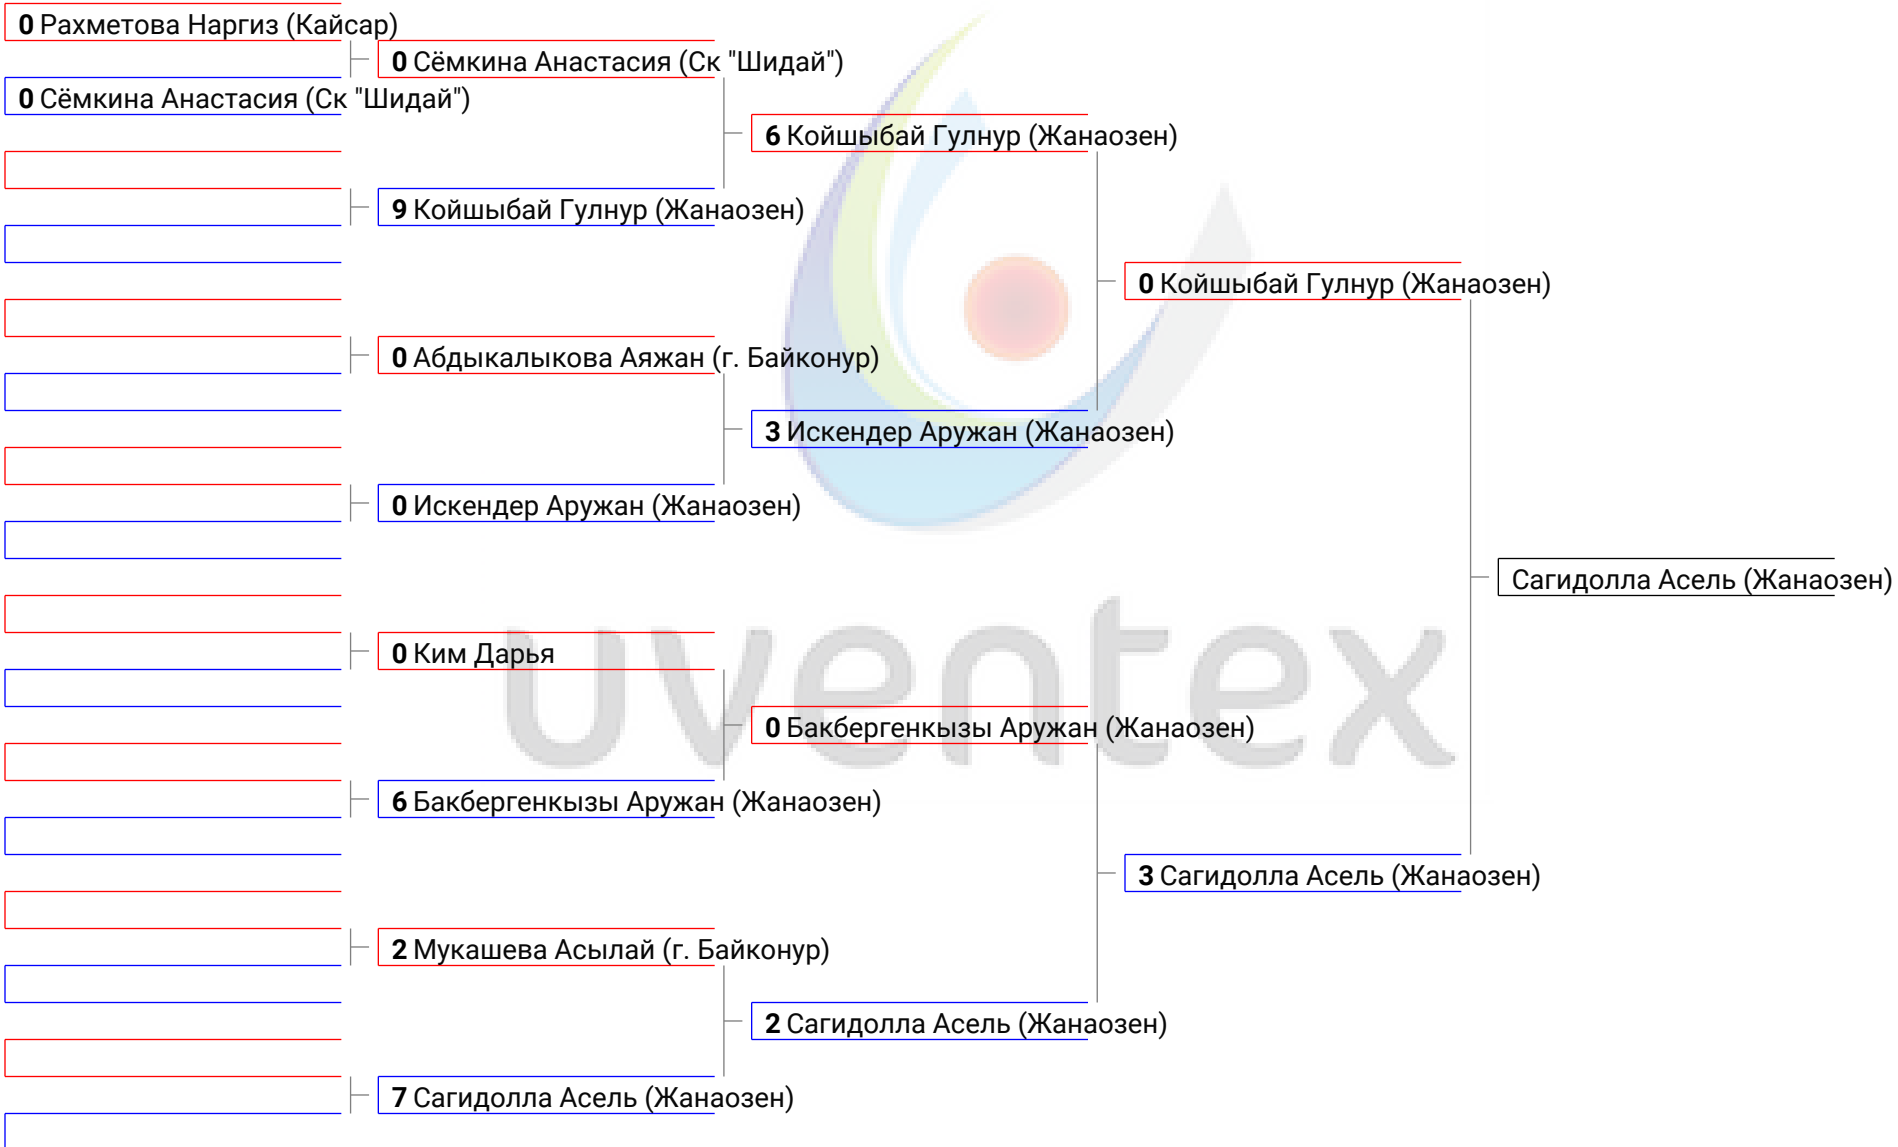 0 Рахметова Наргиз (Кайсар)
0 Сёмкина Анастасия (Ск "Шидай")
0 Сёмкина Анастасия (Ск "Шидай")
6 Койшыбай Гулнур (Жанаозен)
9 Койшыбай Гулнур (Жанаозен)
0 Койшыбай Гулнур (Жанаозен)
0 Абдыкалыкова Аяжан (г. Байконур)
3 Искендер Аружан (Жанаозен)
0 Искендер Аружан (Жанаозен)
Сагидолла Асель (Жанаозен)
0 Ким Дарья
uventex
0 Бакбергенкызы Аружан (Жанаозен)
6 Бакбергенкызы Аружан (Жанаозен)
3 Сагидолла Асель (Жанаозен)
2 Мукашева Асылай (г. Байконур)
2 Сагидолла Асель (Жанаозен)
7 Сагидолла Асель (Жанаозен)